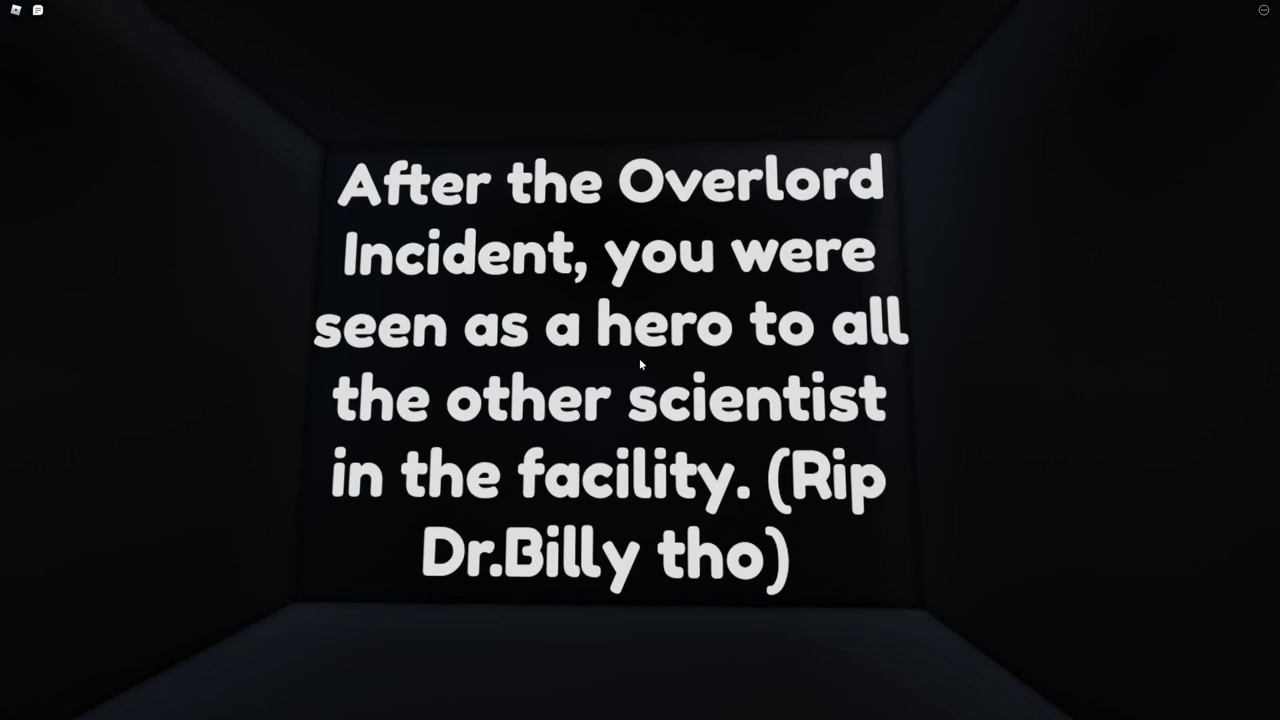 After the Overlord
Incident, you were
seen as a hero to all
the other scientist
in the facility. (Rip
Dr.Billy tho)